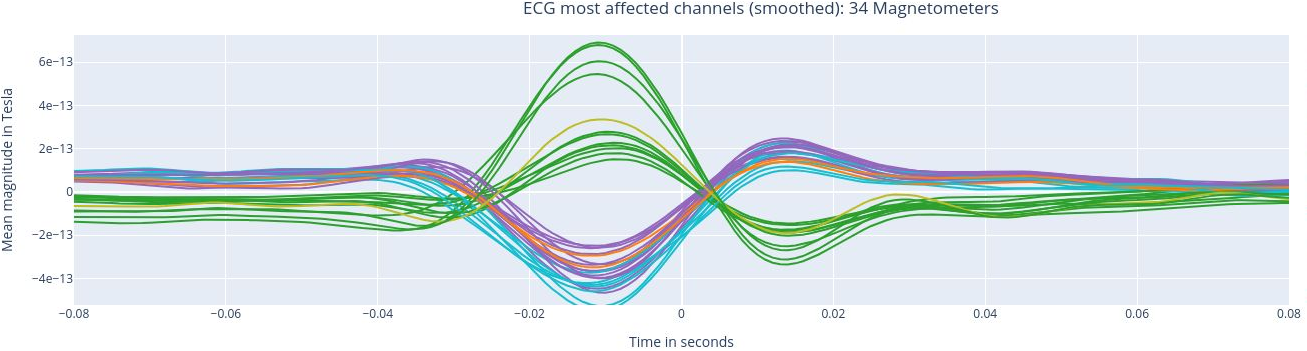 ECG most affected channels (smoothed): 34 Magnetometers
Mean magnitude in Tesla
6e−13
4e−13
2e−13
0
−2e−13
−4e−13
−0.08 −0.06 −0.04 −0.02 0 0.02 0.04 0.06 0.08
Time in seconds